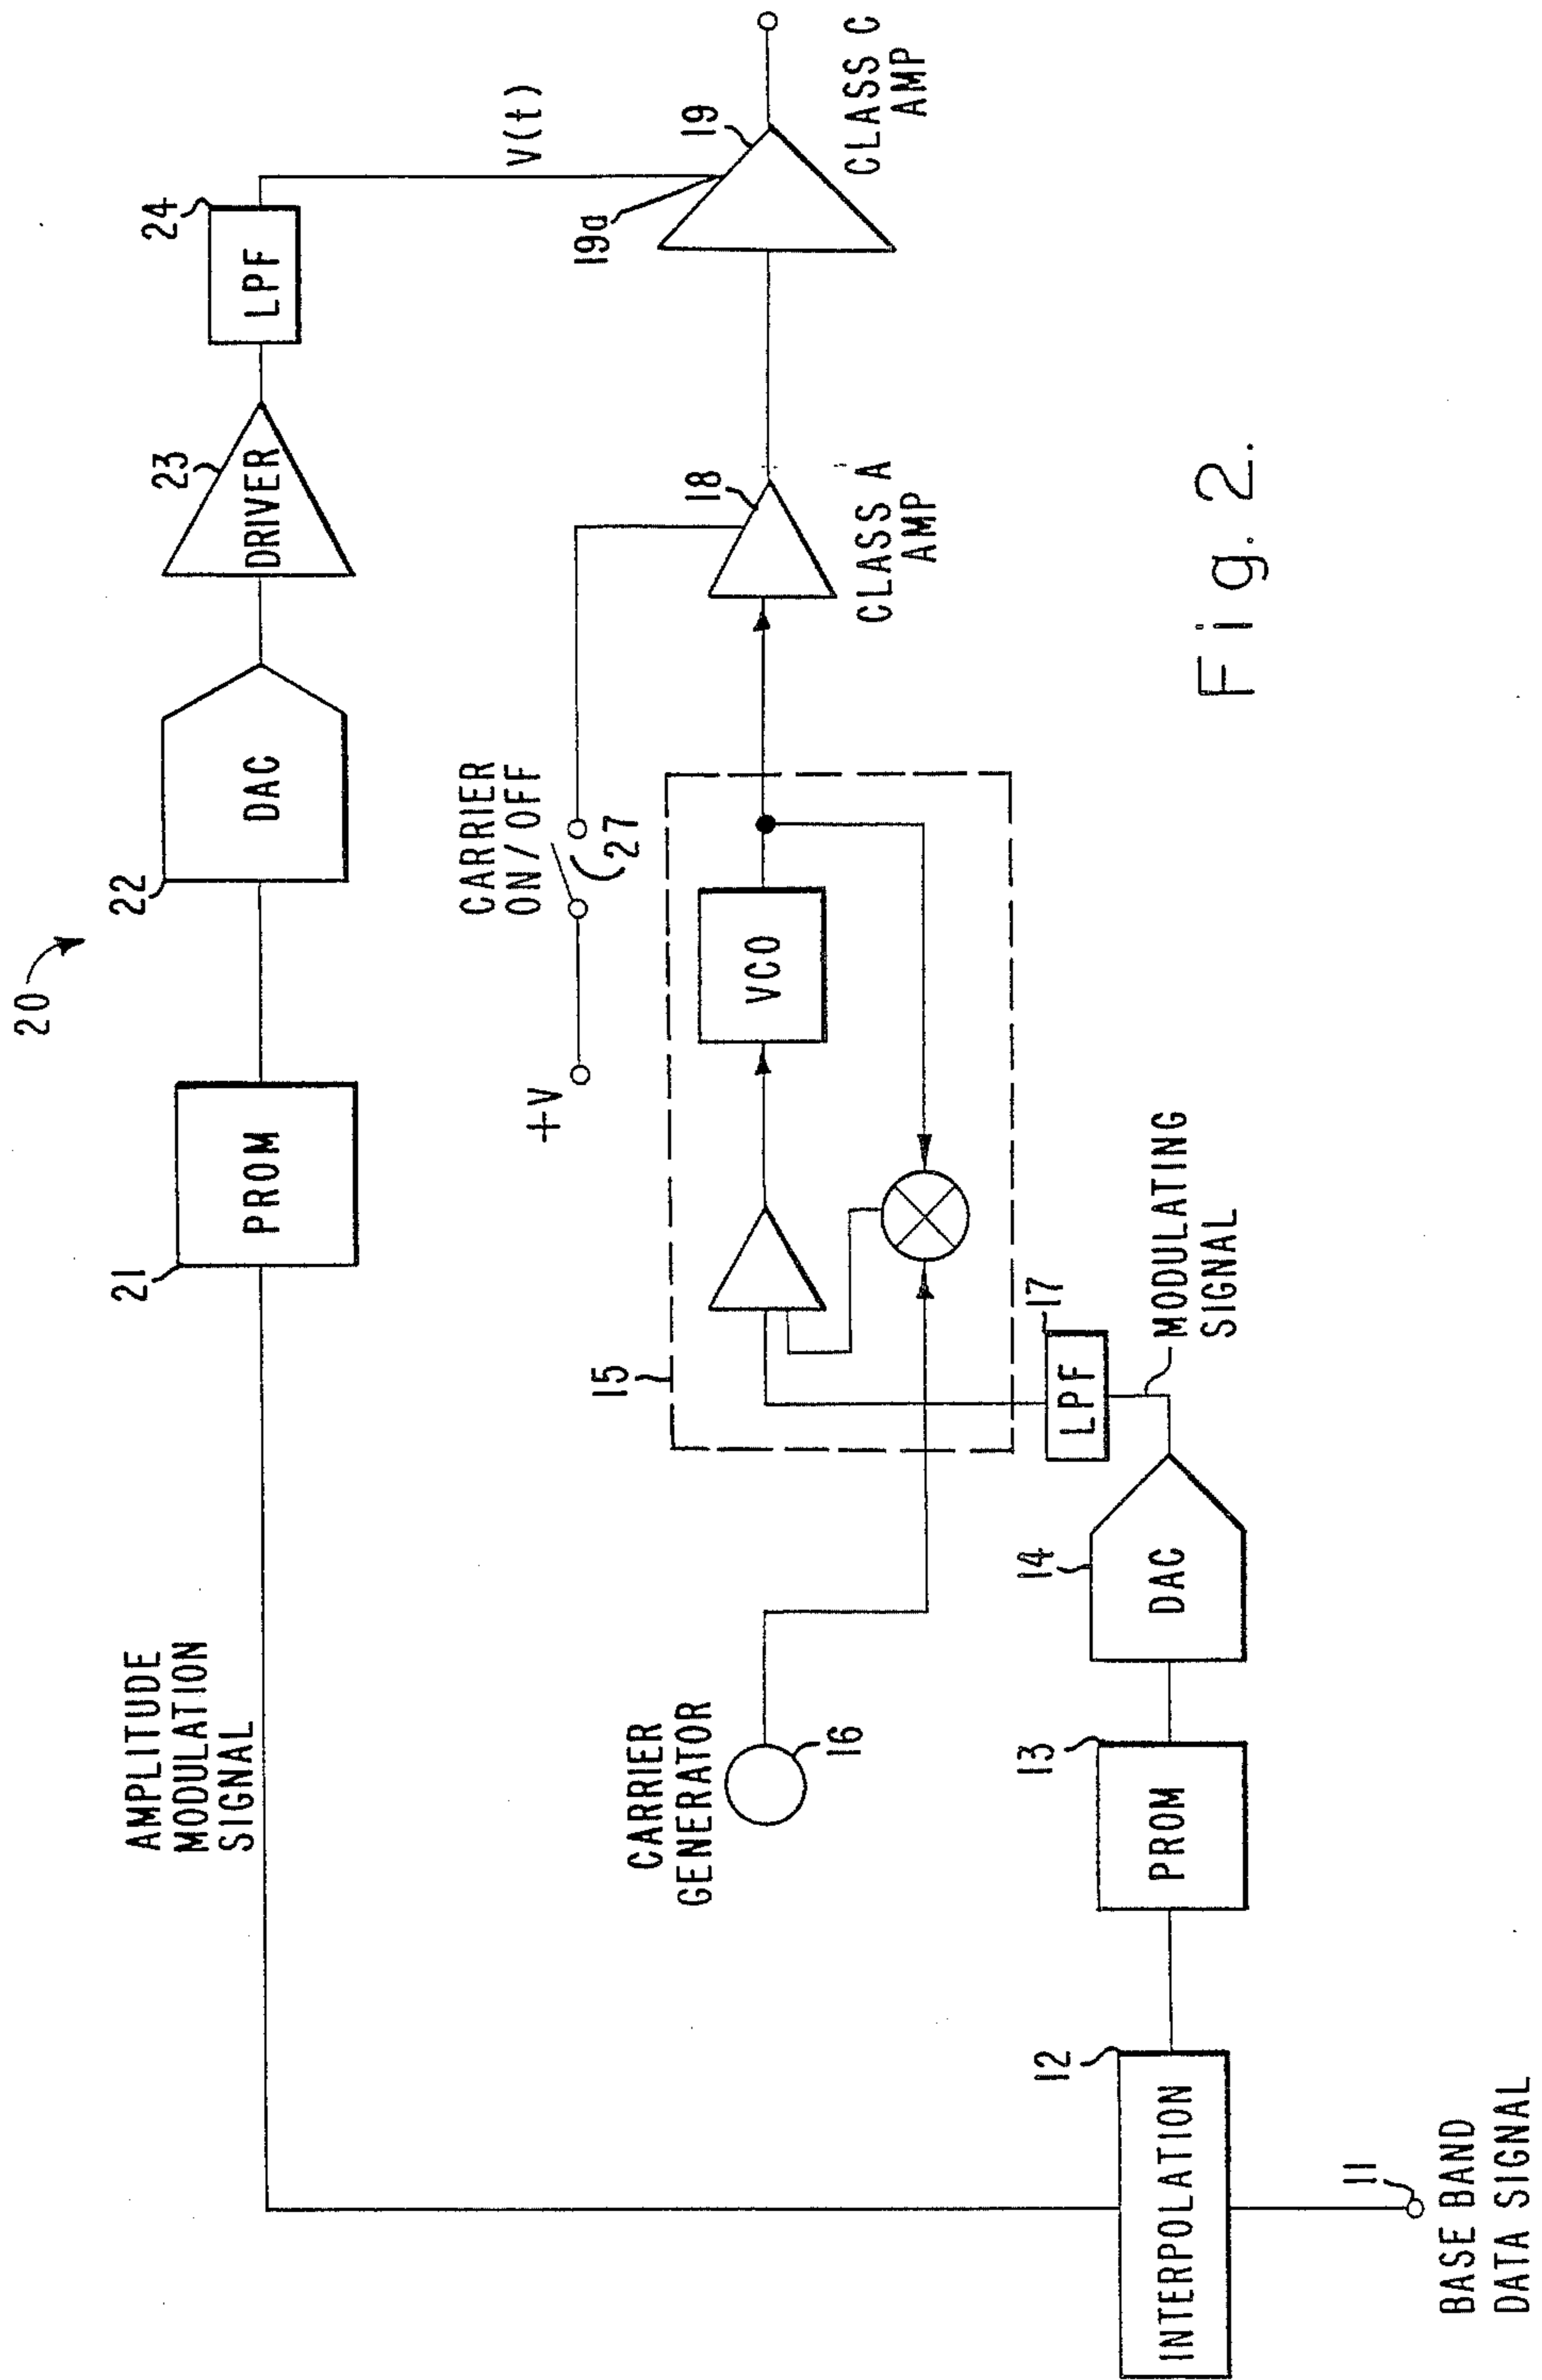 20
AMPLITUDE
MODULATION
SIGNAL
21
PROM
22
DAC
23
DRIVER
24
LPF
V(t)
CARRIER
ON/OFF
+V
27
CARRIER
GENERATOR
16
15
VCO
18
CLASS A
AMP
19a
19
CLASS C
AMP
12
INTERPOLATION
13
PROM
14
DAC
17
LPF
MODULATING
SIGNAL
11
BASE BAND
DATA SIGNAL
Fig. 2.